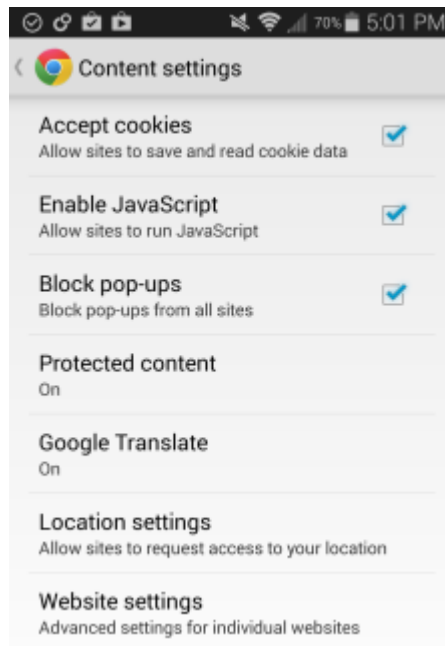 70% 5:01 PM
Content settings
Accept cookies
Allow sites to save and read cookie data
Enable JavaScript
Allow sites to run JavaScript
Block pop-ups
Block pop-ups from all sites
Protected content
On
Google Translate
On
Location settings
Allow sites to request access to your location
Website settings
Advanced settings for individual websites